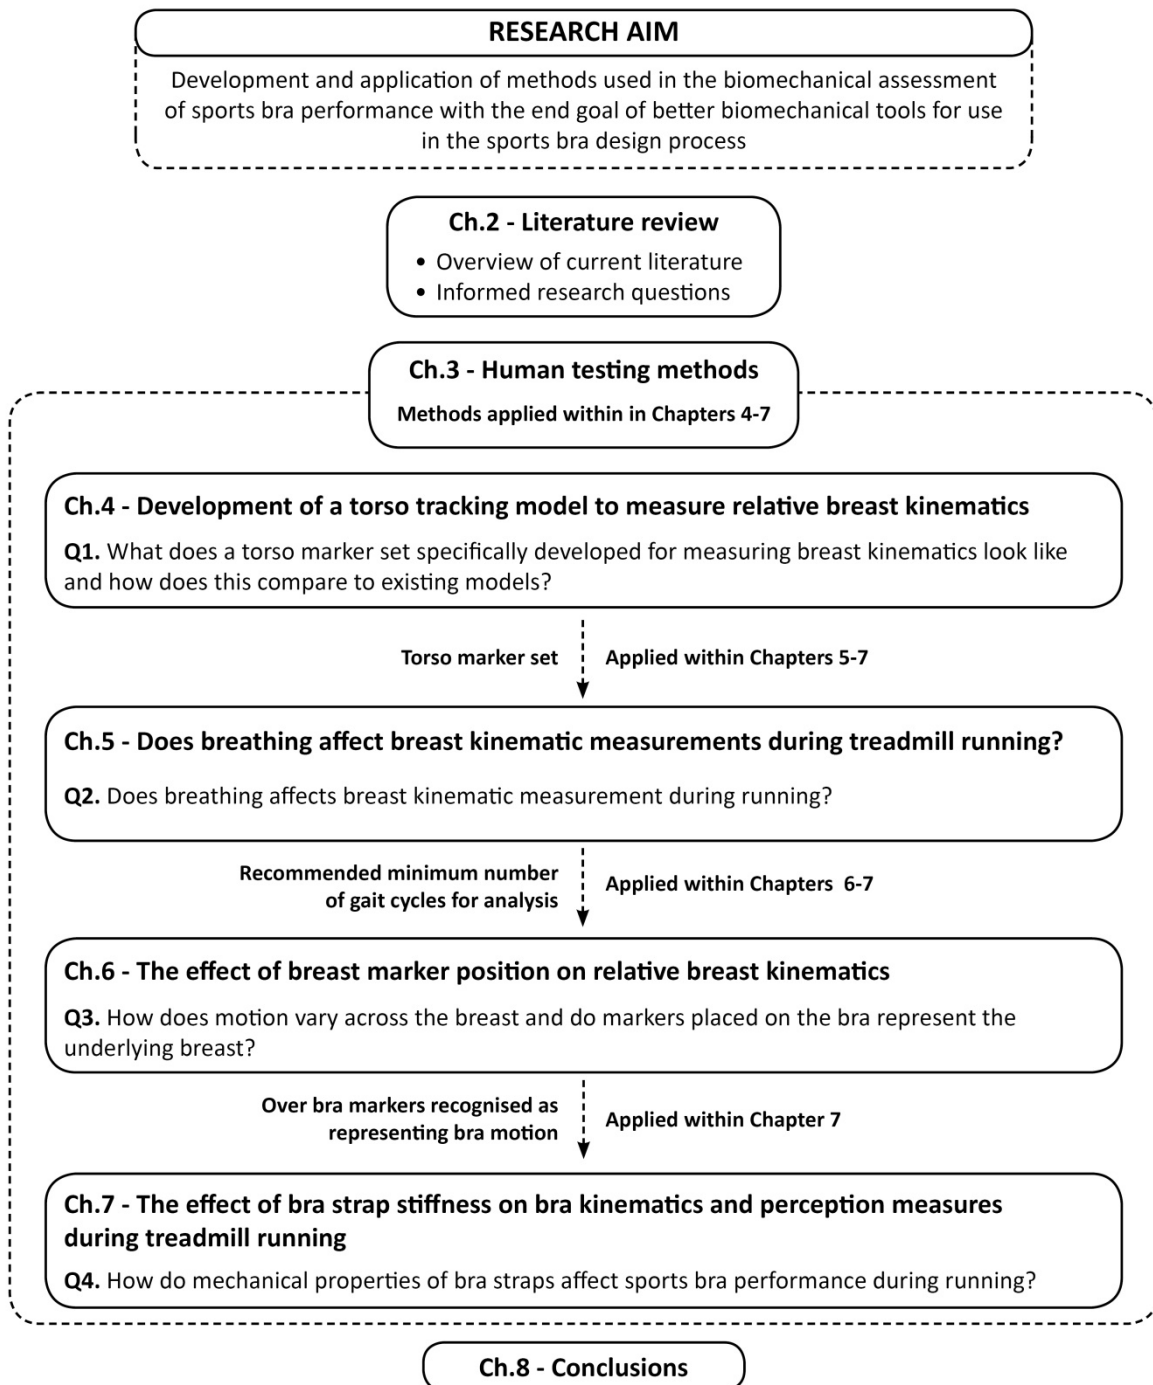 RESEARCH AIM
Development and application of methods used in the biomechanical assessment
of sports bra performance with the end goal of better biomechanical tools for use
in the sports bra design process
Ch.2 - Literature review
• Overview of current literature
• Informed research questions
Ch.3 - Human testing methods
Methods applied within in Chapters 4-7
Ch.4 - Development of a torso tracking model to measure relative breast kinematics
Q1. What does a torso marker set specifically developed for measuring breast kinematics look like
and how does this compare to existing models?
Torso marker set
Applied within Chapters 5-7
Ch.5 - Does breathing affect breast kinematic measurements during treadmill running?
Q2. Does breathing affects breast kinematic measurement during running?
Recommended minimum number
of gait cycles for analysis
Applied within Chapters 6-7
Ch.6 - The effect of breast marker position on relative breast kinematics
Q3. How does motion vary across the breast and do markers placed on the bra represent the
underlying breast?
Over bra markers recognised as
representing bra motion
Applied within Chapter 7
Ch.7 - The effect of bra strap stiffness on bra kinematics and perception measures
during treadmill running
Q4. How do mechanical properties of bra straps affect sports bra performance during running?
Ch.8 - Conclusions